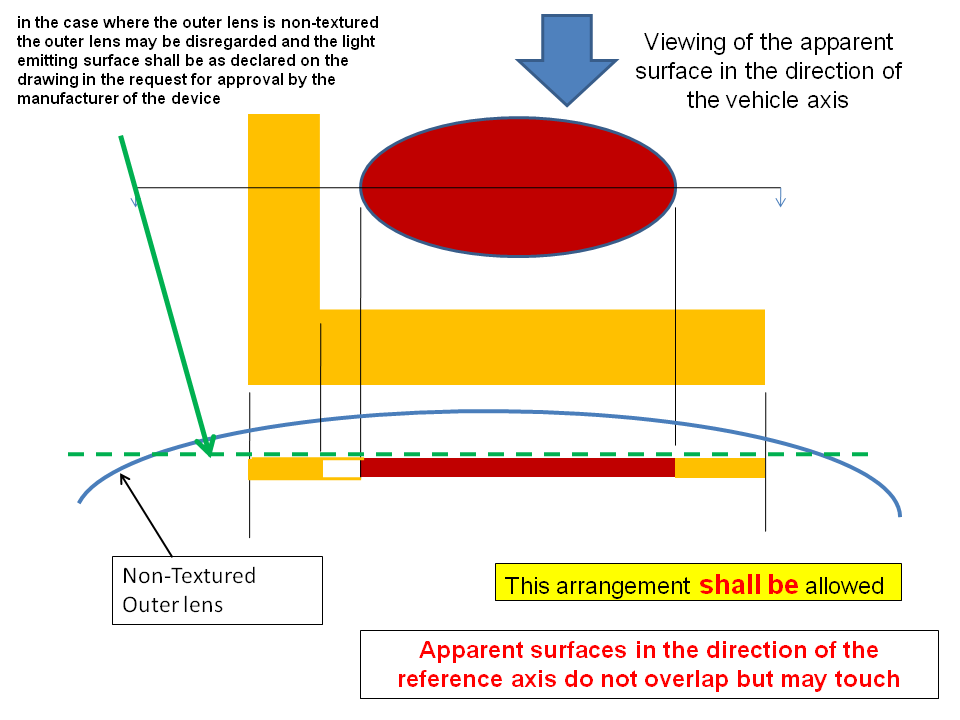 in the case where the outer lens is non-textured
the outer lens may be disregarded and the light
emitting surface shall be as declared on the
drawing in the request for approval by the
manufacturer of the device
Viewing of the apparent
surface in the direction of
the vehicle axis
Non-Textured
Outer lens
This arrangement shall be allowed
Apparent surfaces in the direction of the
reference axis do not overlap but may touch